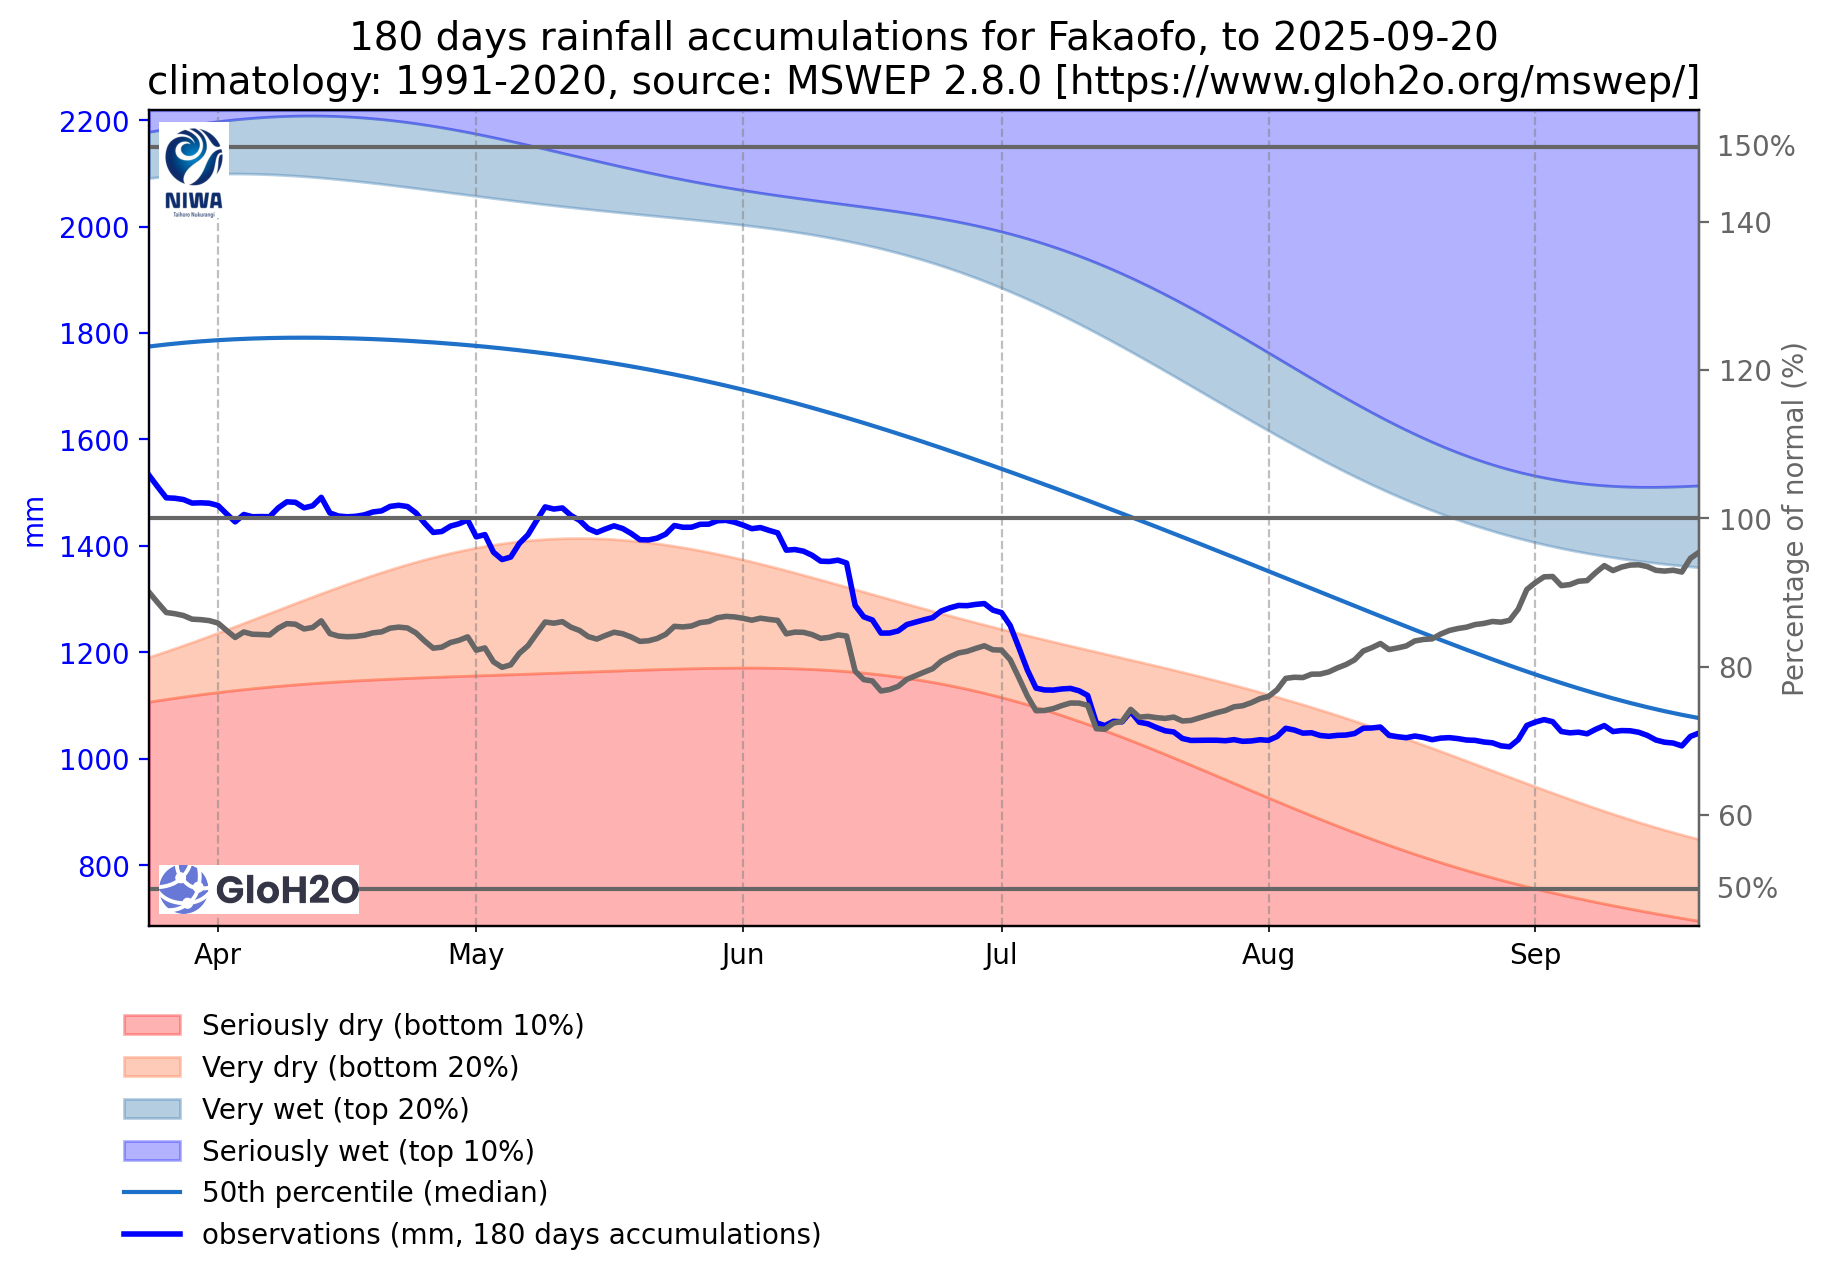 180 days rainfall accumulations for Fakaofo, to 2025-09-20
climatology: 1991-2020, source: MSWEP 2.8.0 [https://www.gloh2o.org/mswep/]
2200
2000
1800
1600
1400
1200
1000
800
mm
NIWA
Taihoro Nukurangi
GloH2O
150%
140
120
100
80
60
50%
Percentage of normal (%)
Apr
May
Jun
Jul
Aug
Sep
Seriously dry (bottom 10%)
Very dry (bottom 20%)
Very wet (top 20%)
Seriously wet (top 10%)
50th percentile (median)
observations (mm, 180 days accumulations)